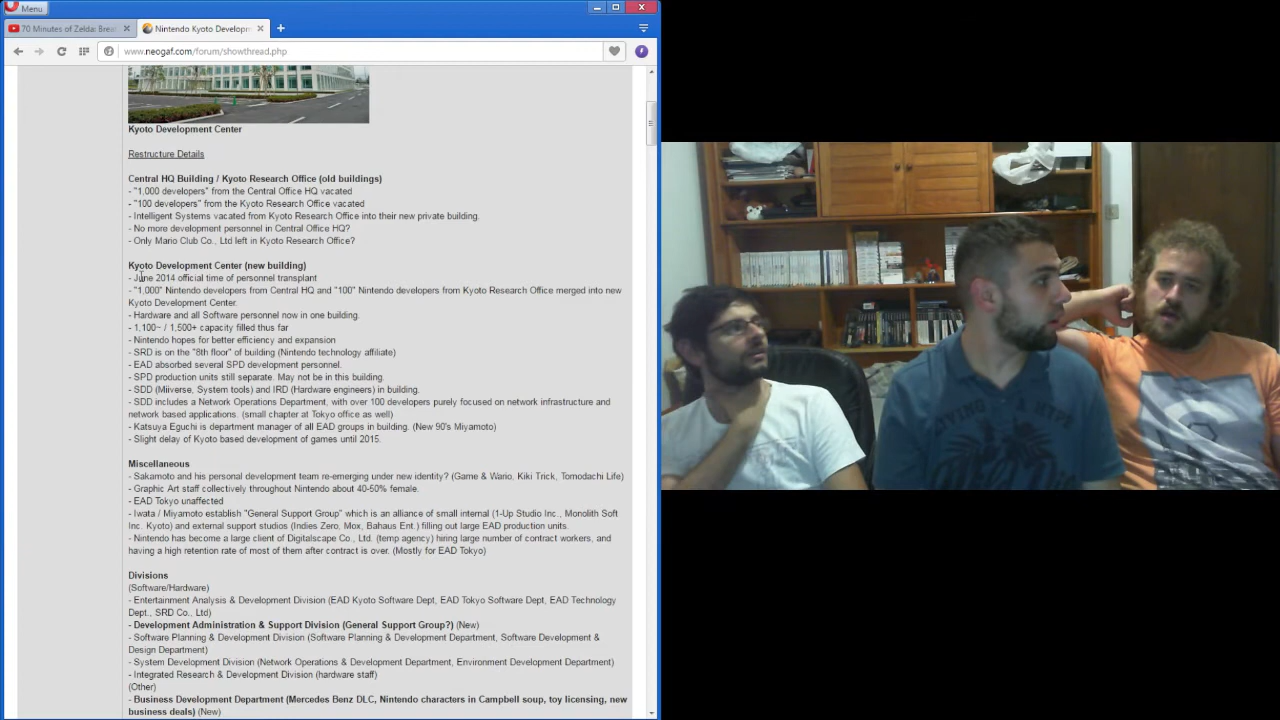 Menu
70 Minutes of Zelda: Brea
Nintendo Kyoto Developm
www.neogaf.com/forum/showthread.php
Kyoto Development Center
Restructure Details
Central HQ Building / Kyoto Research Office (old buildings)
- "1,000 developers" from the Central Office HQ vacated
- "100 developers" from the Kyoto Research Office vacated
- Intelligent Systems vacated from Kyoto Research Office into their new private building.
- No more development personnel in Central Office HQ?
- Only Mario Club Co., Ltd left in Kyoto Research Office?
Kyoto Development Center (new building)
- June 2014 official time of personnel transplant
- "1,000" Nintendo developers from Central HQ and "100" Nintendo developers from Kyoto Research Office merged into new
Kyoto Development Center.
- Hardware and all Software personnel now in one building.
- 1,100~ / 1,500+ capacity filled thus far
- Nintendo hopes for better efficiency and expansion
- SRD is on the "8th floor" of building (Nintendo technology affiliate)
- EAD absorbed several SPD development personnel.
- SPD production units still separate. May not be in this building.
- SDD (Miiverse, System tools) and IRD (Hardware engineers) in building.
- SDD includes a Network Operations Department, with over 100 developers purely focused on network infrastructure and
network based applications. (small chapter at Tokyo office as well)
- Katsuya Eguchi is department manager of all EAD groups in building. (New 90's Miyamoto)
- Slight delay of Kyoto based development of games until 2015.
Miscellaneous
- Sakamoto and his personal development team re-emerging under new identity? (Game & Wario, Kiki Trick, Tomodachi Life)
- Graphic Art staff collectively throughout Nintendo about 40-50% female.
- EAD Tokyo unaffected
- Iwata / Miyamoto establish "General Support Group" which is an alliance of small internal (1-Up Studio Inc., Monolith Soft
Inc. Kyoto) and external support studios (Indies Zero, Mox, Bahaus Ent.) filling out large EAD production units.
- Nintendo has become a large client of Digitalscape Co., Ltd. (temp agency) hiring large number of contract workers, and
having a high retention rate of most of them after contract is over. (Mostly for EAD Tokyo)
Divisions
(Software/Hardware)
- Entertainment Analysis & Development Division (EAD Kyoto Software Dept, EAD Tokyo Software Dept, EAD Technology
Dept., SRD Co., Ltd)
- Development Administration & Support Division (General Support Group?) (New)
- Software Planning & Development Division (Software Planning & Development Department, Software Development &
Design Department)
- System Development Division (Network Operations & Development Department, Environment Development Department)
- Integrated Research & Development Division (hardware staff)
(Other)
- Business Development Department (Mercedes Benz DLC, Nintendo characters in Campbell soup, toy licensing, new
business deals) (New)